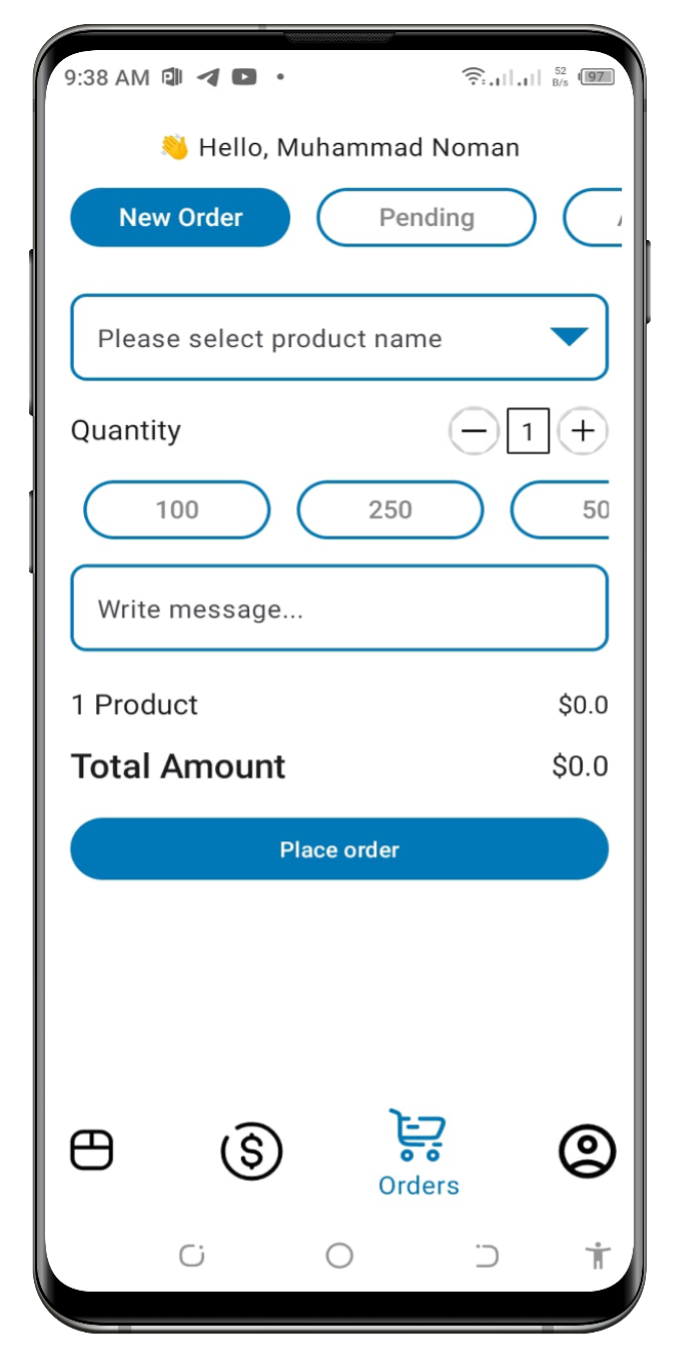 9:38 AM
52
B/s
97
👋 Hello, Muhammad Noman
New Order
Pending
Please select product name
Quantity
1
100
250
50
Write message...
1 Product
$0.0
Total Amount
$0.0
Place order
$
Orders